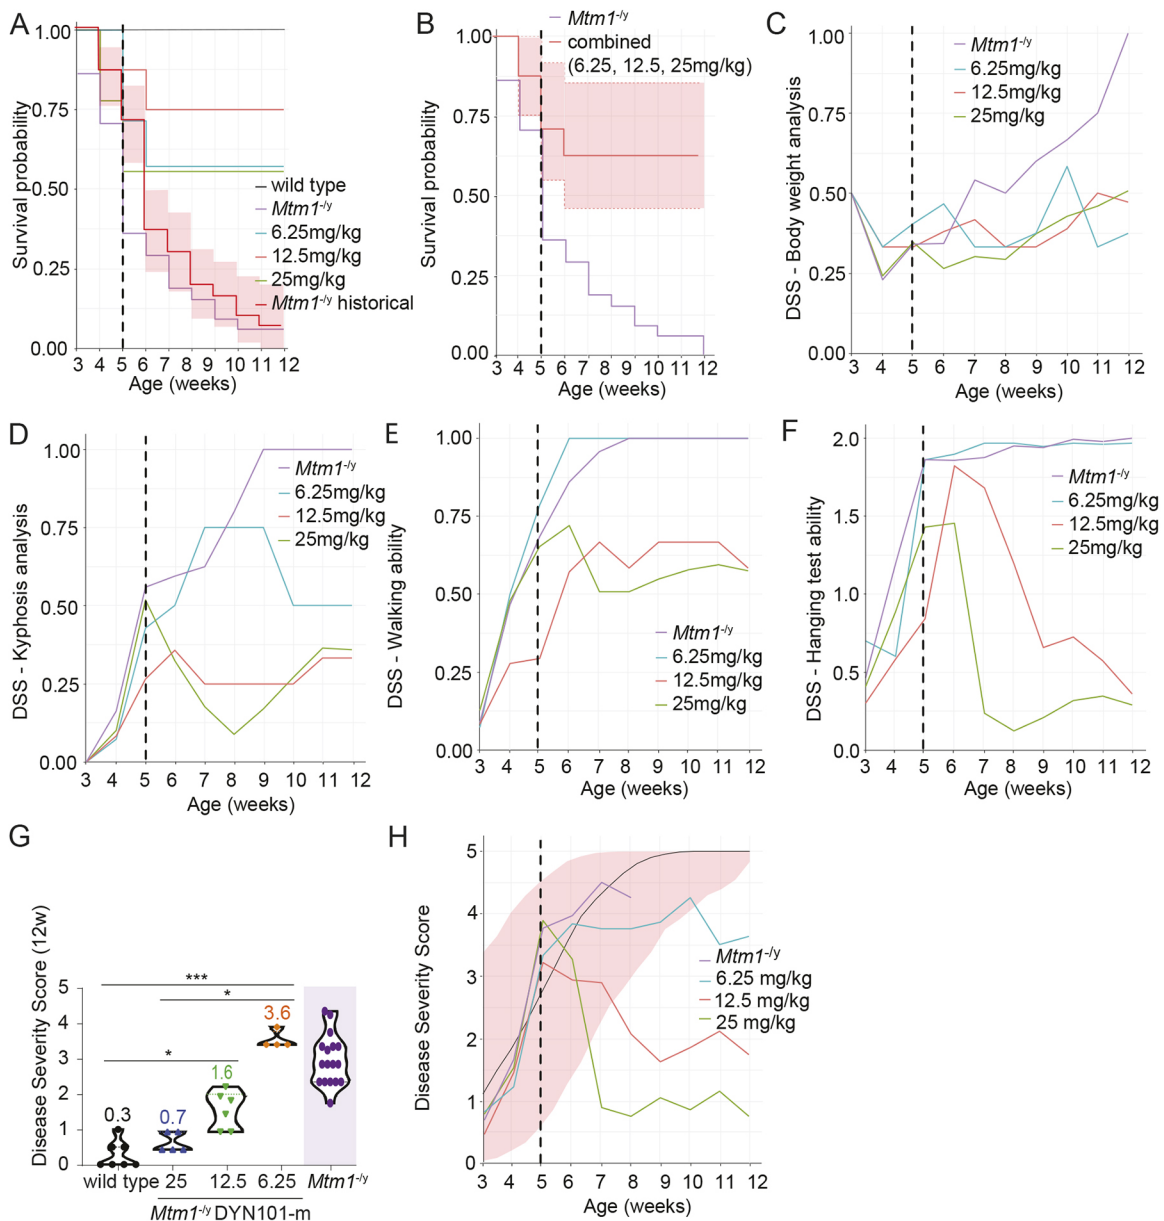 A
1.00
0.75
0.50
0.25
0.00
Survival probability
3 4 5 6 7 8 9 10 11 12
Age (weeks)
wild type
Mtm1-/y
6.25mg/kg
12.5mg/kg
25mg/kg
Mtm1-/y historical
B
1.00
0.75
0.50
0.25
0.00
Survival probability
3 4 5 6 7 8 9 10 11 12
Age (weeks)
Mtm1-/y
combined
(6.25, 12.5, 25mg/kg)
C
1.00
0.75
0.50
0.25
0.00
DSS - Body weight analysis
3 4 5 6 7 8 9 10 11 12
Age (weeks)
Mtm1-/y
6.25mg/kg
12.5mg/kg
25mg/kg
D
1.00
0.75
0.50
0.25
0.00
DSS - Kyphosis analysis
3 4 5 6 7 8 9 10 11 12
Age (weeks)
Mtm1-/y
6.25mg/kg
12.5mg/kg
25mg/kg
E
1.00
0.75
0.50
0.25
0.00
DSS - Walking ability
3 4 5 6 7 8 9 10 11 12
Age (weeks)
Mtm1-/y
6.25mg/kg
12.5mg/kg
25mg/kg
F
2.0
1.5
1.0
0.5
0.0
DSS - Hanging test ability
3 4 5 6 7 8 9 10 11 12
Age (weeks)
Mtm1-/y
6.25mg/kg
12.5mg/kg
25mg/kg
G
Disease Severity Score (12w)
5
4
3
2
1
0
***
*
*
0.3
0.7
1.6
3.6
wild type 25 12.5 6.25 Mtm1-/y
Mtm1-/y DYN101-m
H
5
4
3
2
1
0
Disease Severity Score
3 4 5 6 7 8 9 10 11 12
Age (weeks)
Mtm1-/y
6.25 mg/kg
12.5 mg/kg
25 mg/kg